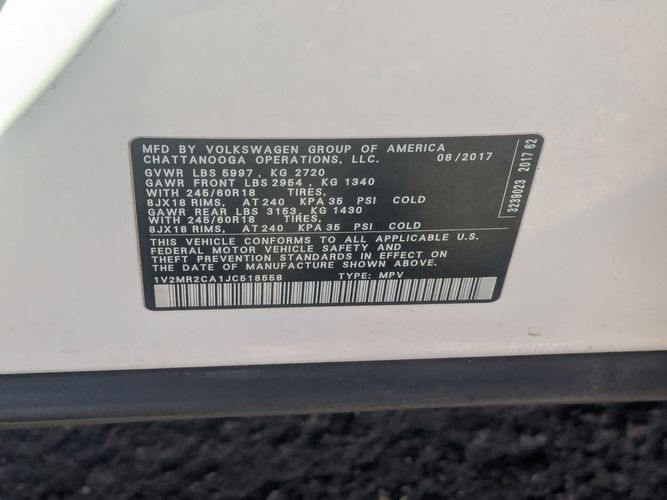 MFD BY VOLKSWAGEN GROUP OF AMERICA
CHATTANOOGA OPERATIONS, LLC. 08/2017
GVWR LBS 5997 , KG 2720
GAWR FRONT LBS 2954 , KG 1340
WITH 245/60R18 TIRES,
8JX18 RIMS, AT 240 KPA 35 PSI COLD
GAWR REAR LBS 3153, KG 1430
WITH 245/60R18 TIRES,
8JX18 RIMS, AT 240 KPA 35 PSI COLD
THIS VEHICLE CONFORMS TO ALL APPLICABLE U.S.
FEDERAL MOTOR VEHICLE SAFETY AND
THEFT PREVENTION STANDARDS IN EFFECT ON
THE DATE OF MANUFACTURE SHOWN ABOVE.
1V2MR2CA1JC518558 TYPE: MPV
3239023 2017 62